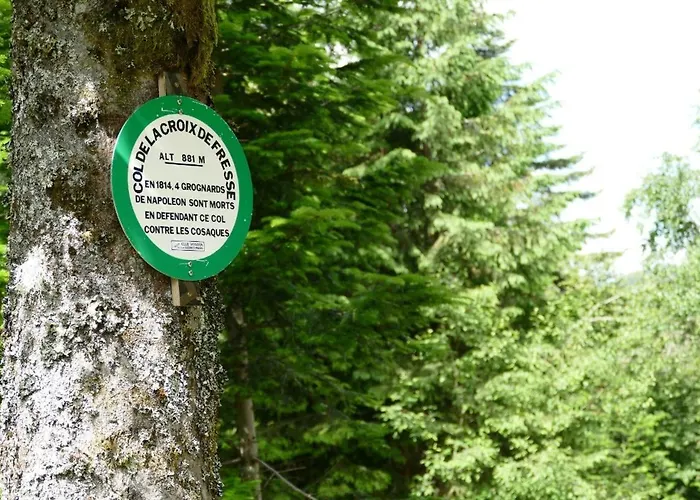 COL DE LA CROIX DE FRESSE
ALT 881 M
EN 1814, 4 GROGNARDS
DE NAPOLEON SONT MORTS
EN DEFENDANT CE COL
CONTRE LES COSAQUES